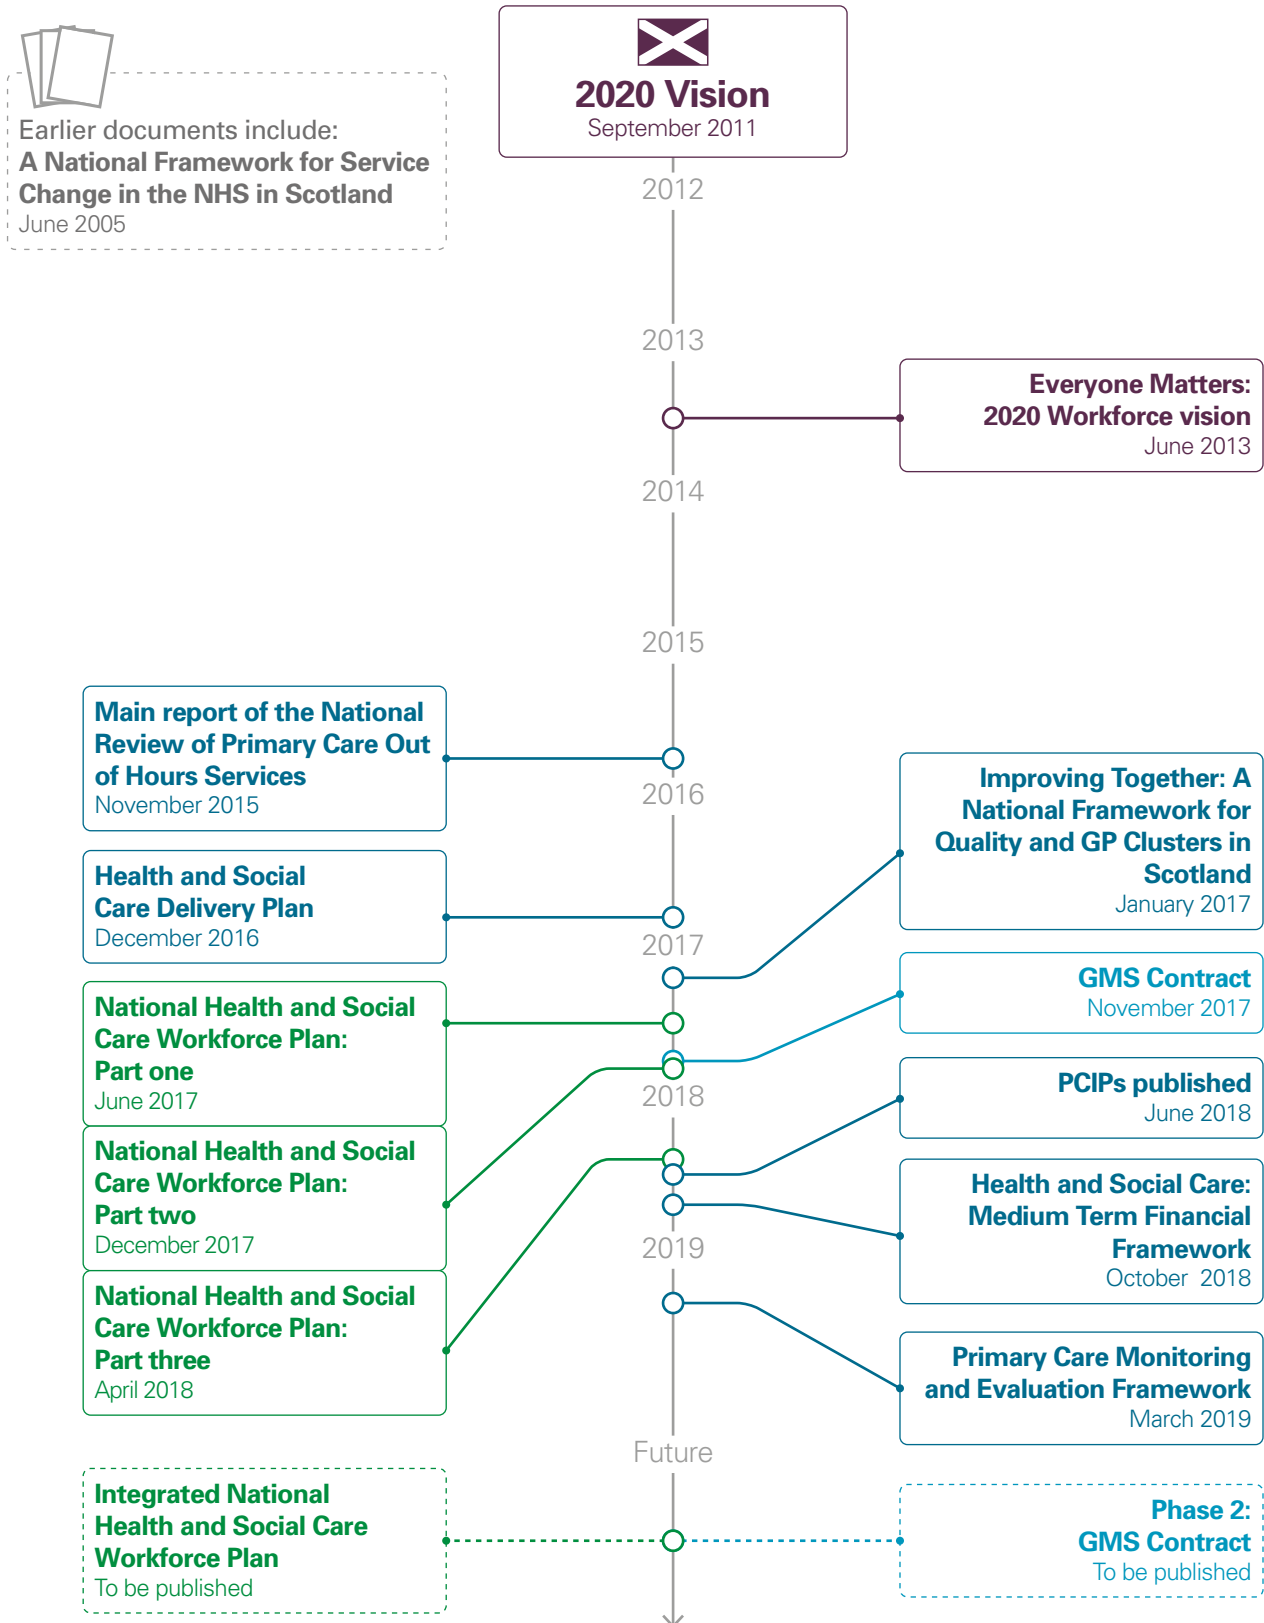 Earlier documents include:
A National Framework for Service
Change in the NHS in Scotland
June 2005
2020 Vision
September 2011
2012
2013
Everyone Matters:
2020 Workforce vision
June 2013
2014
2015
Main report of the National
Review of Primary Care Out
of Hours Services
November 2015
2016
Improving Together: A
National Framework for
Quality and GP Clusters in
Scotland
January 2017
Health and Social
Care Delivery Plan
December 2016
2017
GMS Contract
November 2017
National Health and Social
Care Workforce Plan:
Part one
June 2017
2018
PCIPs published
June 2018
National Health and Social
Care Workforce Plan:
Part two
December 2017
Health and Social Care:
Medium Term Financial
Framework
October 2018
2019
National Health and Social
Care Workforce Plan:
Part three
April 2018
Primary Care Monitoring
and Evaluation Framework
March 2019
Future
Integrated National
Health and Social Care
Workforce Plan
To be published
Phase 2:
GMS Contract
To be published